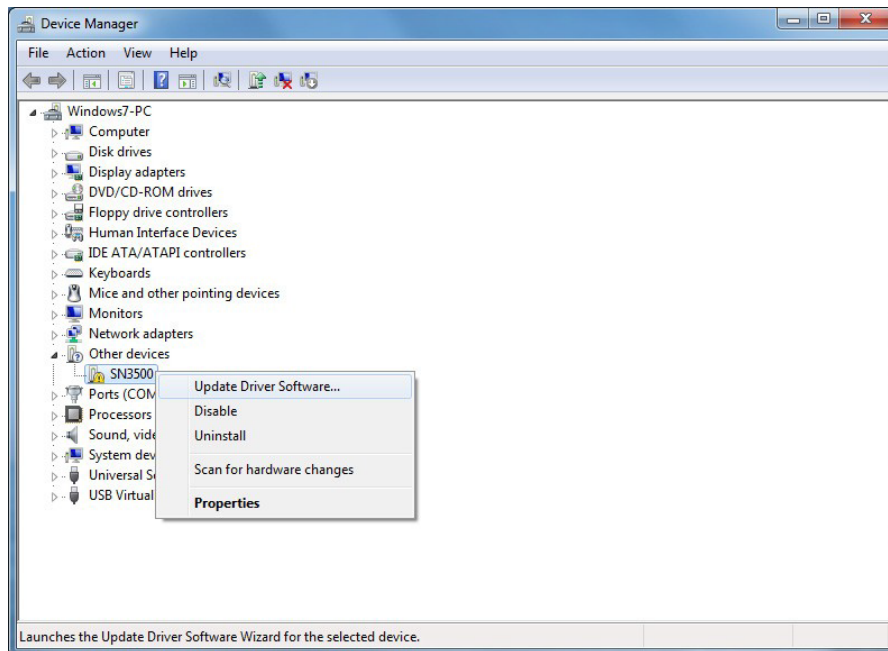 Device Manager
File Action View Help
Windows7-PC
Computer
Disk drives
Display adapters
DVD/CD-ROM drives
Floppy drive controllers
Human Interface Devices
IDE ATA/ATAPI controllers
Keyboards
Mice and other pointing devices
Monitors
Network adapters
Other devices
SN3500
Ports (COM
Processors
Sound, vide
System dev
Universal Se
USB Virtual
Update Driver Software...
Disable
Uninstall
Scan for hardware changes
Properties
Launches the Update Driver Software Wizard for the selected device.